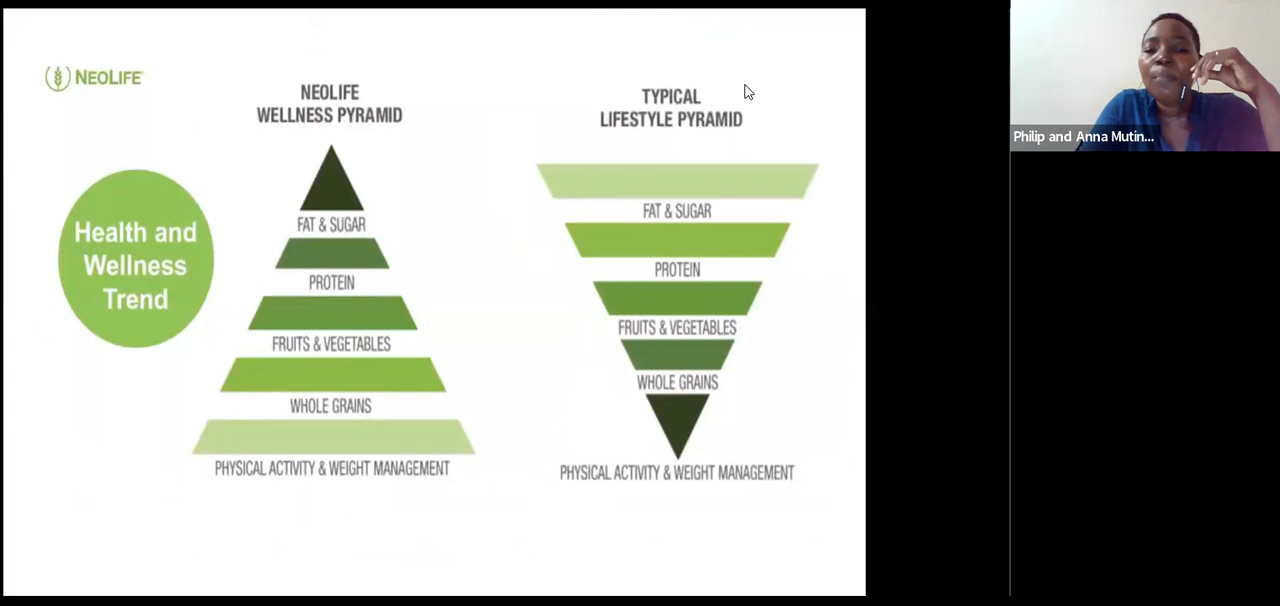 NEOLIFE
NEOLIFE
WELLNESS PYRAMID
FAT & SUGAR
PROTEIN
FRUITS & VEGETABLES
WHOLE GRAINS
PHYSICAL ACTIVITY & WEIGHT MANAGEMENT
TYPICAL
LIFESTYLE PYRAMID
FAT & SUGAR
PROTEIN
FRUITS & VEGETABLES
WHOLE GRAINS
PHYSICAL ACTIVITY & WEIGHT MANAGEMENT
Health and
Wellness
Trend
Philip and Anna Mutin...